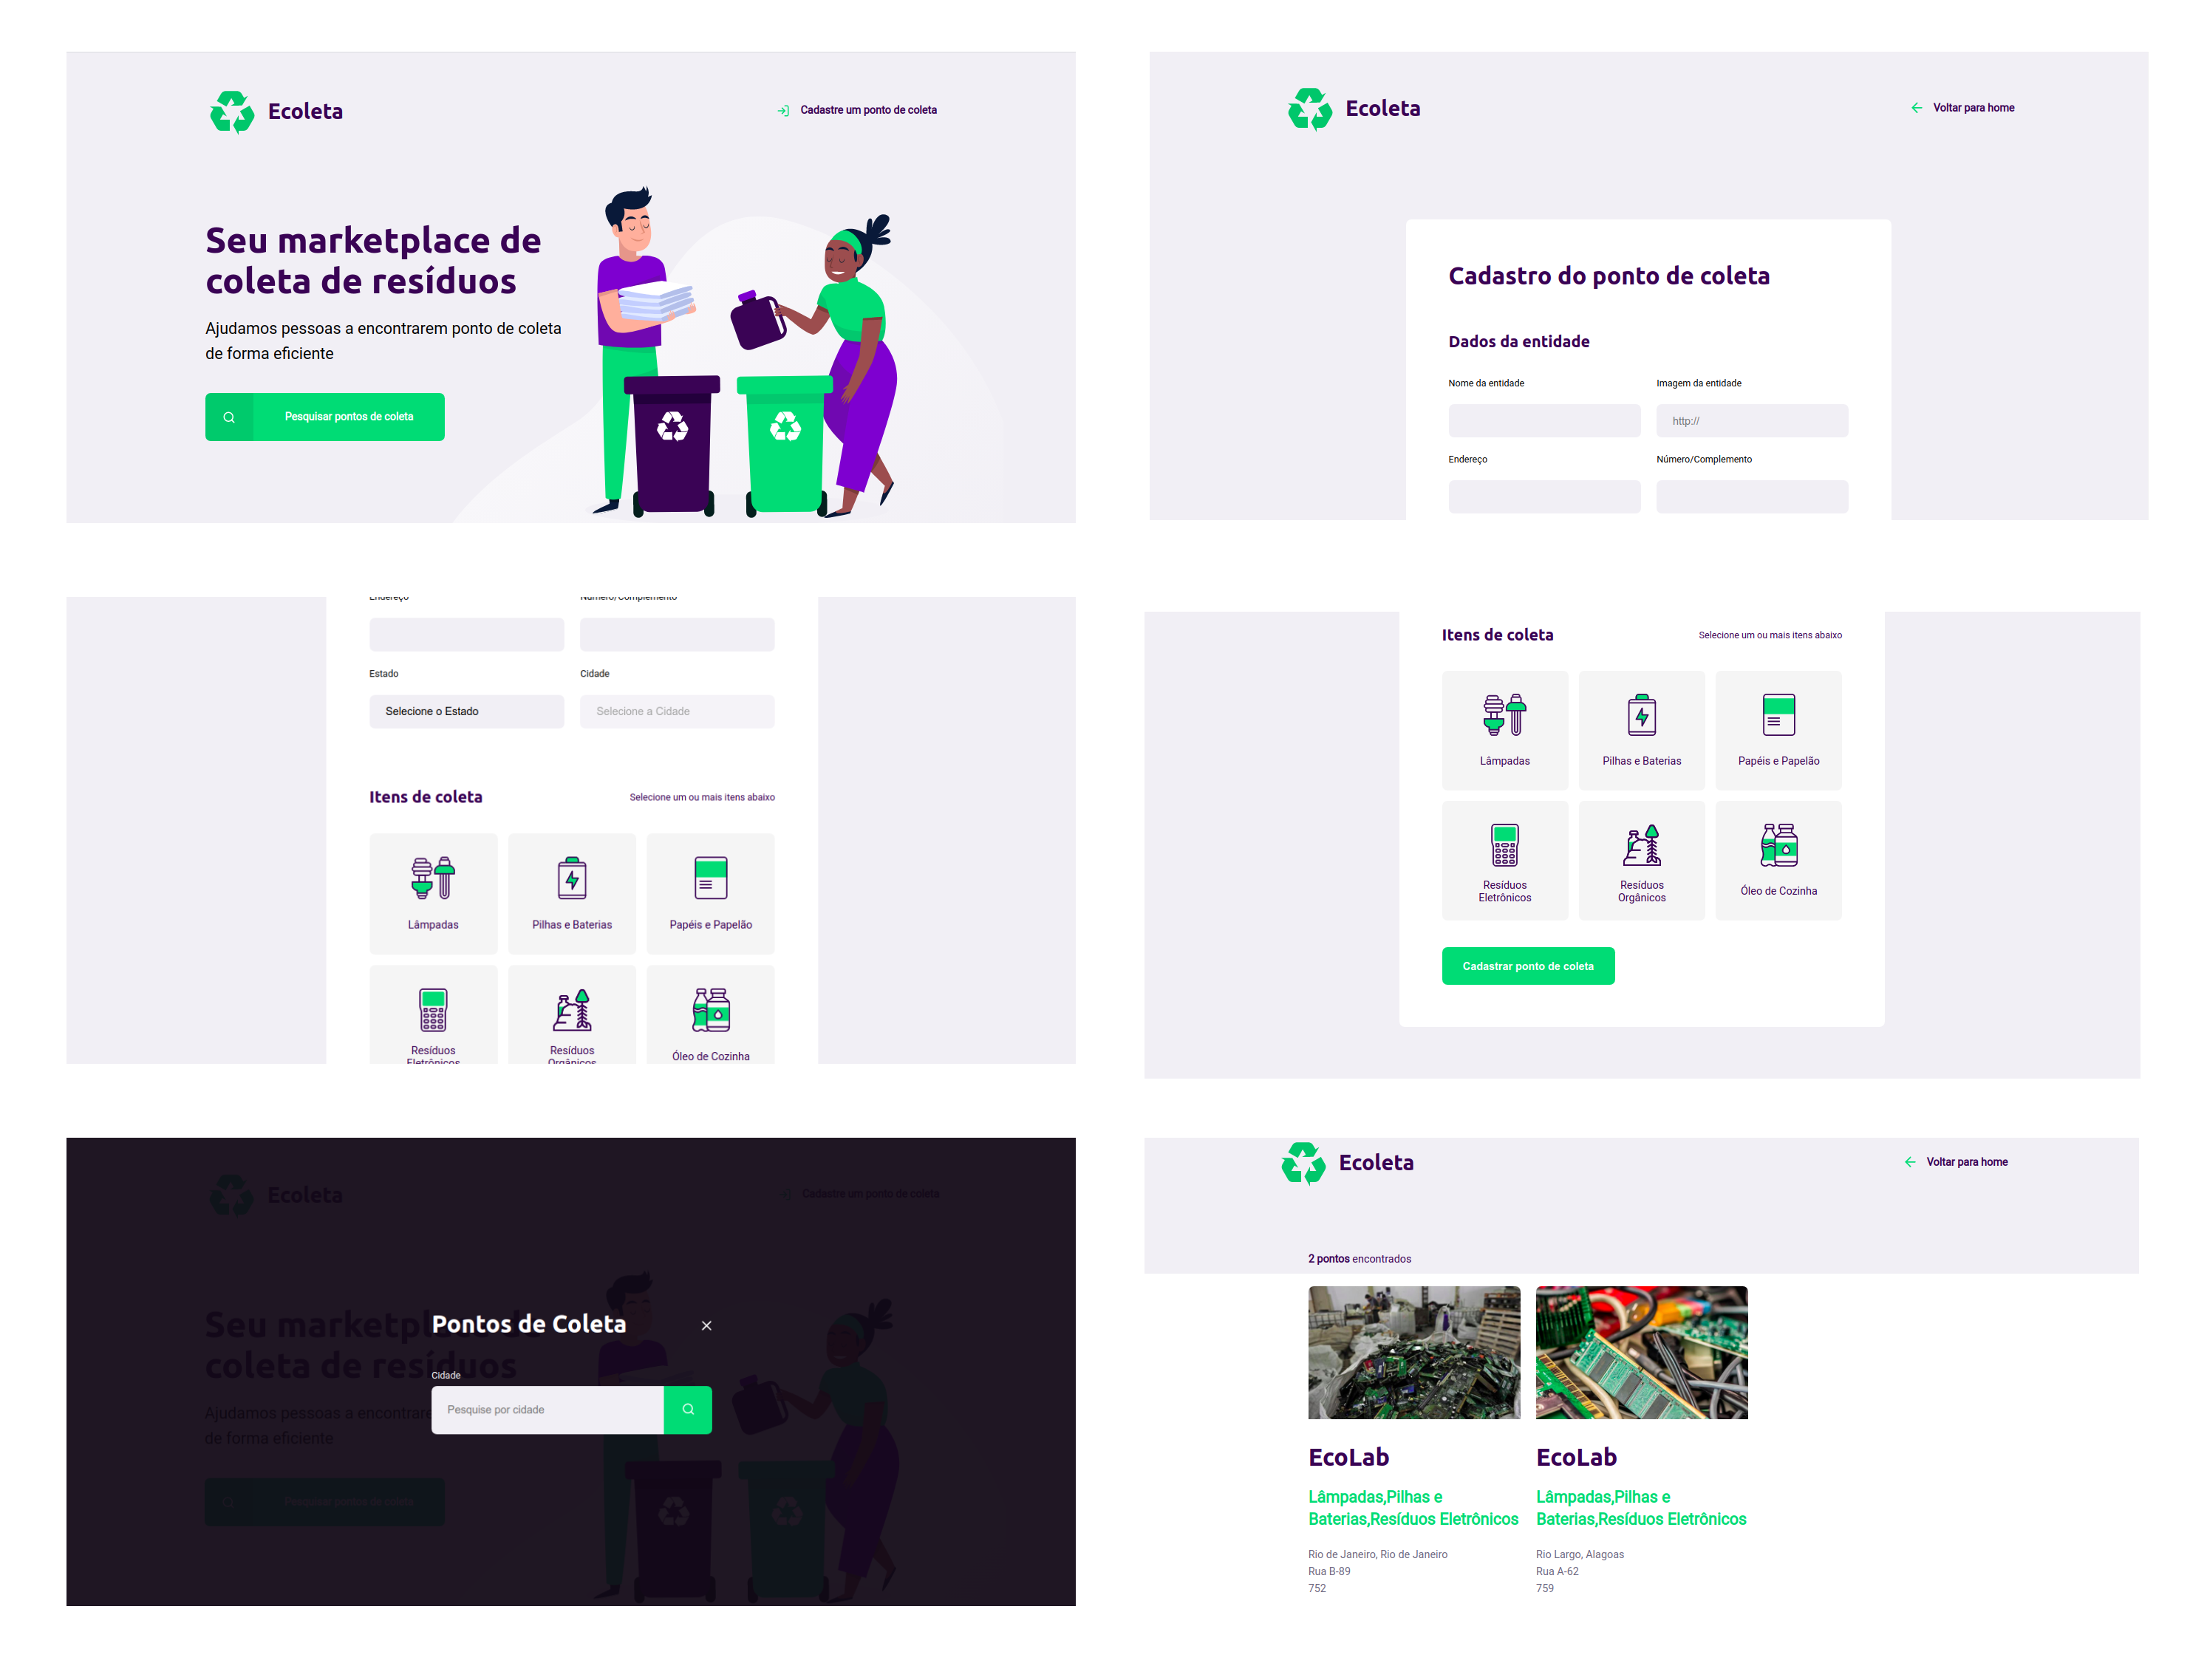 Ecoleta
Cadastre um ponto de coleta
Seu marketplace de
coleta de resíduos
Ajudamos pessoas a encontrarem ponto de coleta
de forma eficiente
Pesquisar pontos de coleta
Ecoleta
Voltar para home
Cadastro do ponto de coleta
Dados da entidade
Nome da entidade
Imagem da entidade
http://
Endereço
Número/Complemento
Endereço
Número/Complemento
Estado
Cidade
Selecione o Estado
Selecione a Cidade
Itens de coleta
Selecione um ou mais itens abaixo
Lâmpadas
Pilhas e Baterias
Papéis e Papelão
Resíduos
Eletrônicos
Resíduos
Orgânicos
Óleo de Cozinha
Itens de coleta
Selecione um ou mais itens abaixo
Lâmpadas
Pilhas e Baterias
Papéis e Papelão
Resíduos
Eletrônicos
Resíduos
Orgânicos
Óleo de Cozinha
Cadastrar ponto de coleta
Ecoleta
Cadastre um ponto de coleta
Seu marketpl
coleta de resíduos
Ajudamos pessoas a encontrare
de forma eficiente
Pesquisar pontos de coleta
Pontos de Coleta
Cidade
Pesquise por cidade
Ecoleta
Voltar para home
2 pontos encontrados
EcoLab
Lâmpadas,Pilhas e
Baterias,Resíduos Eletrônicos
Rio de Janeiro, Rio de Janeiro
Rua B-89
752
EcoLab
Lâmpadas,Pilhas e
Baterias,Resíduos Eletrônicos
Rio Largo, Alagoas
Rua A-62
759